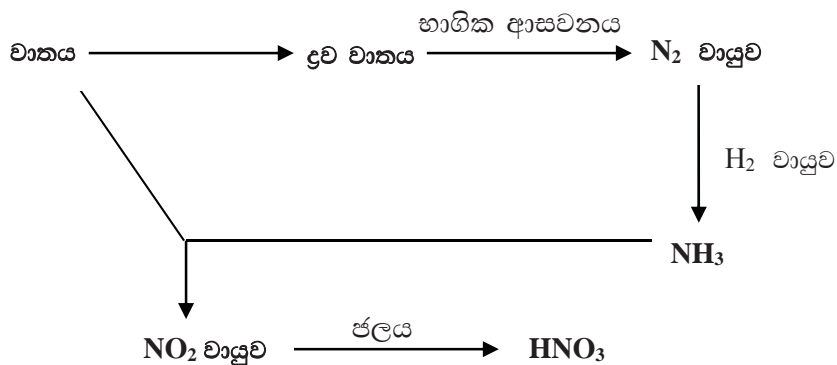 භාගික ආසවනය
වාතය ද්‍රව වාතය N₂ වායුව
H₂ වායුව
NH₃
ජලය
NO₂ වායුව HNO₃